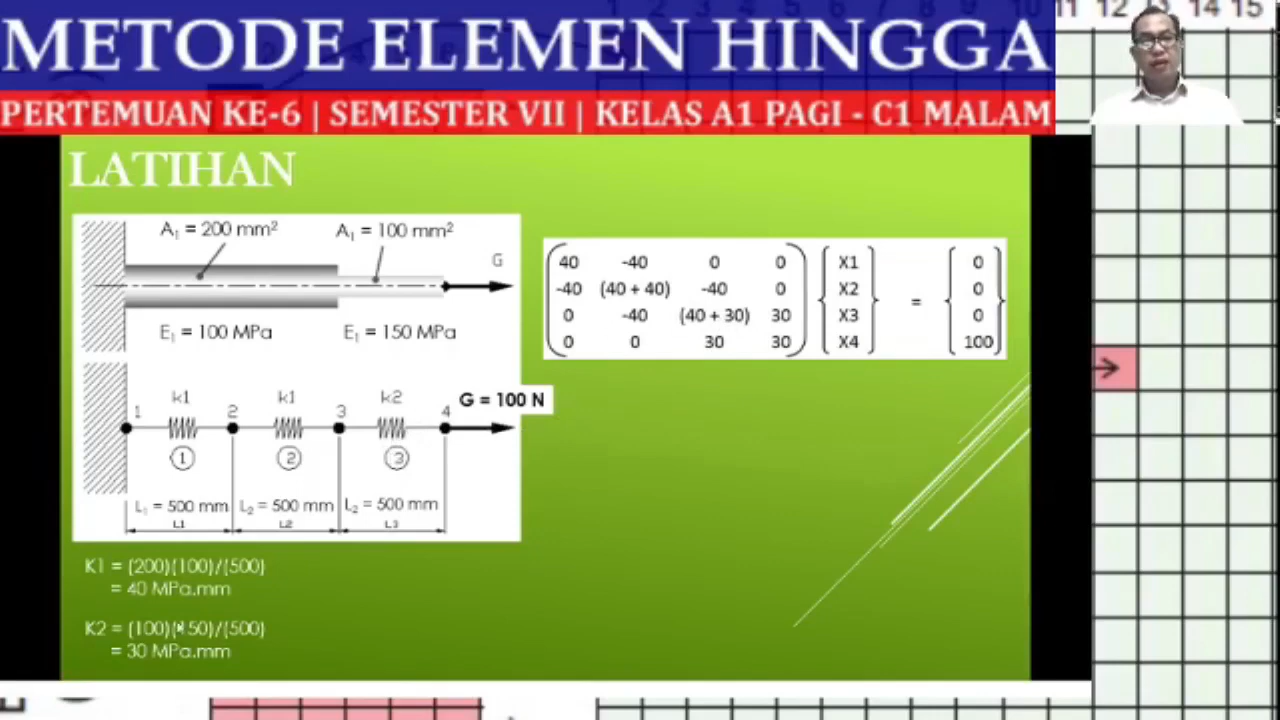 METODE ELEMEN HINGGA
PERTEMUAN KE-6 | SEMESTER VII | KELAS A1 PAGI - C1 MALAM
11 12 13 14 15
LATIHAN
A₁ = 200 mm² A₁ = 100 mm²
G
E₁ = 100 MPa E₁ = 150 MPa
k1 k1 k2
1 2 3 4 G = 100 N
1 2 3
L₁ = 500 mm L₂ = 500 mm L₂ = 500 mm
L1 L2 L3
40 -40 0 0 X1 0
-40 (40 + 40) -40 0 X2 0
0 -40 (40 + 30) 30 X3 = 0
0 0 30 30 X4 100
K1 = (200)(100)/(500)
= 40 MPa.mm
K2 = (100)(150)/(500)
= 30 MPa.mm